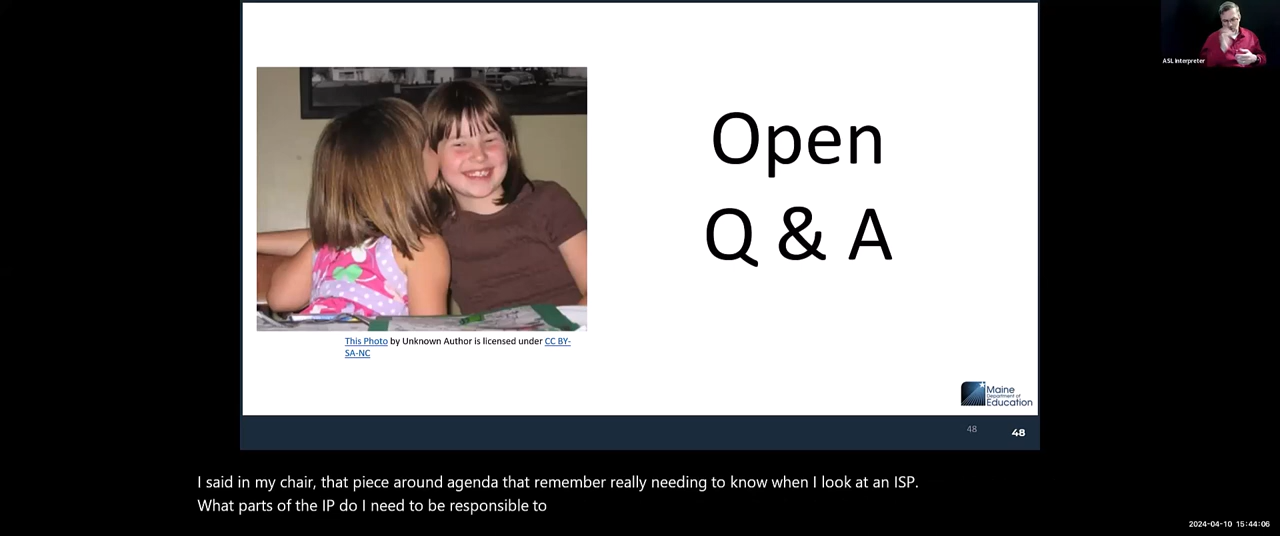 ASL Interpreter
Open
Q & A
This Photo by Unknown Author is licensed under CC BY-
SA-NC
Maine
Department of
Education
48
48
I said in my chair, that piece around agenda that remember really needing to know when I look at an ISP.
What parts of the IP do I need to be responsible to
2024-04-10 15:44:06